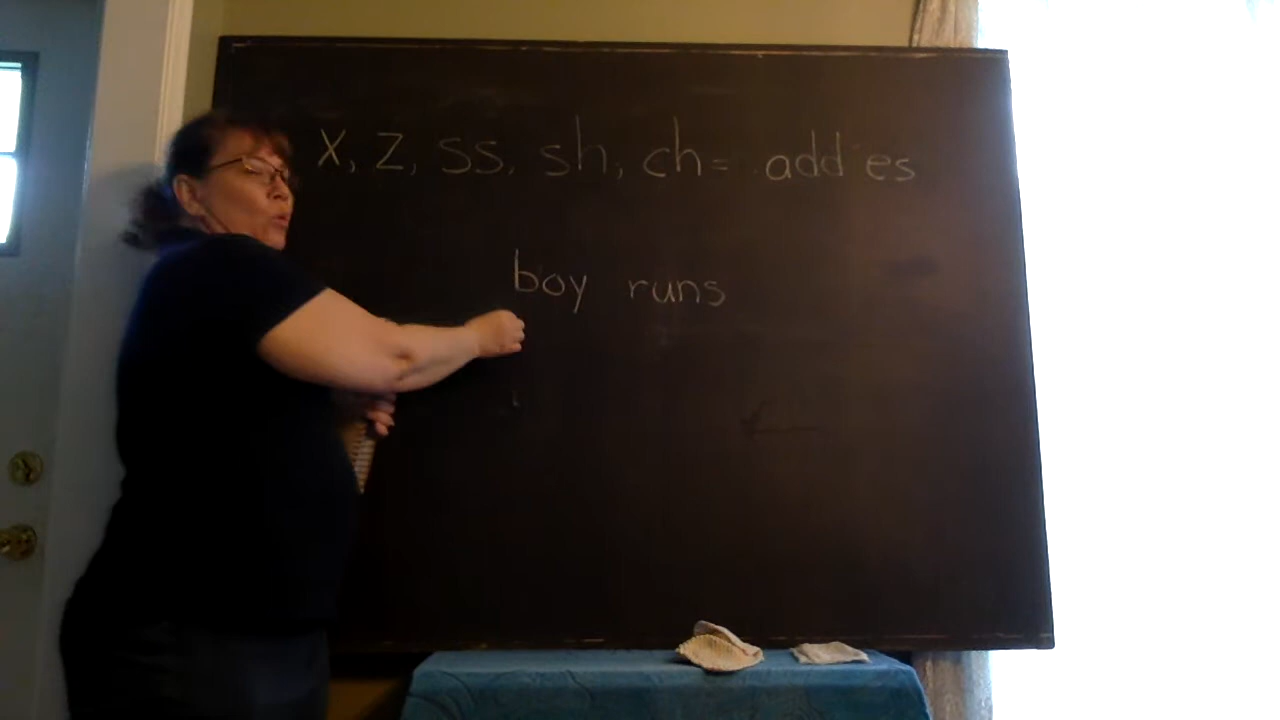 x, z, ss, sh, ch = add es
boy runs